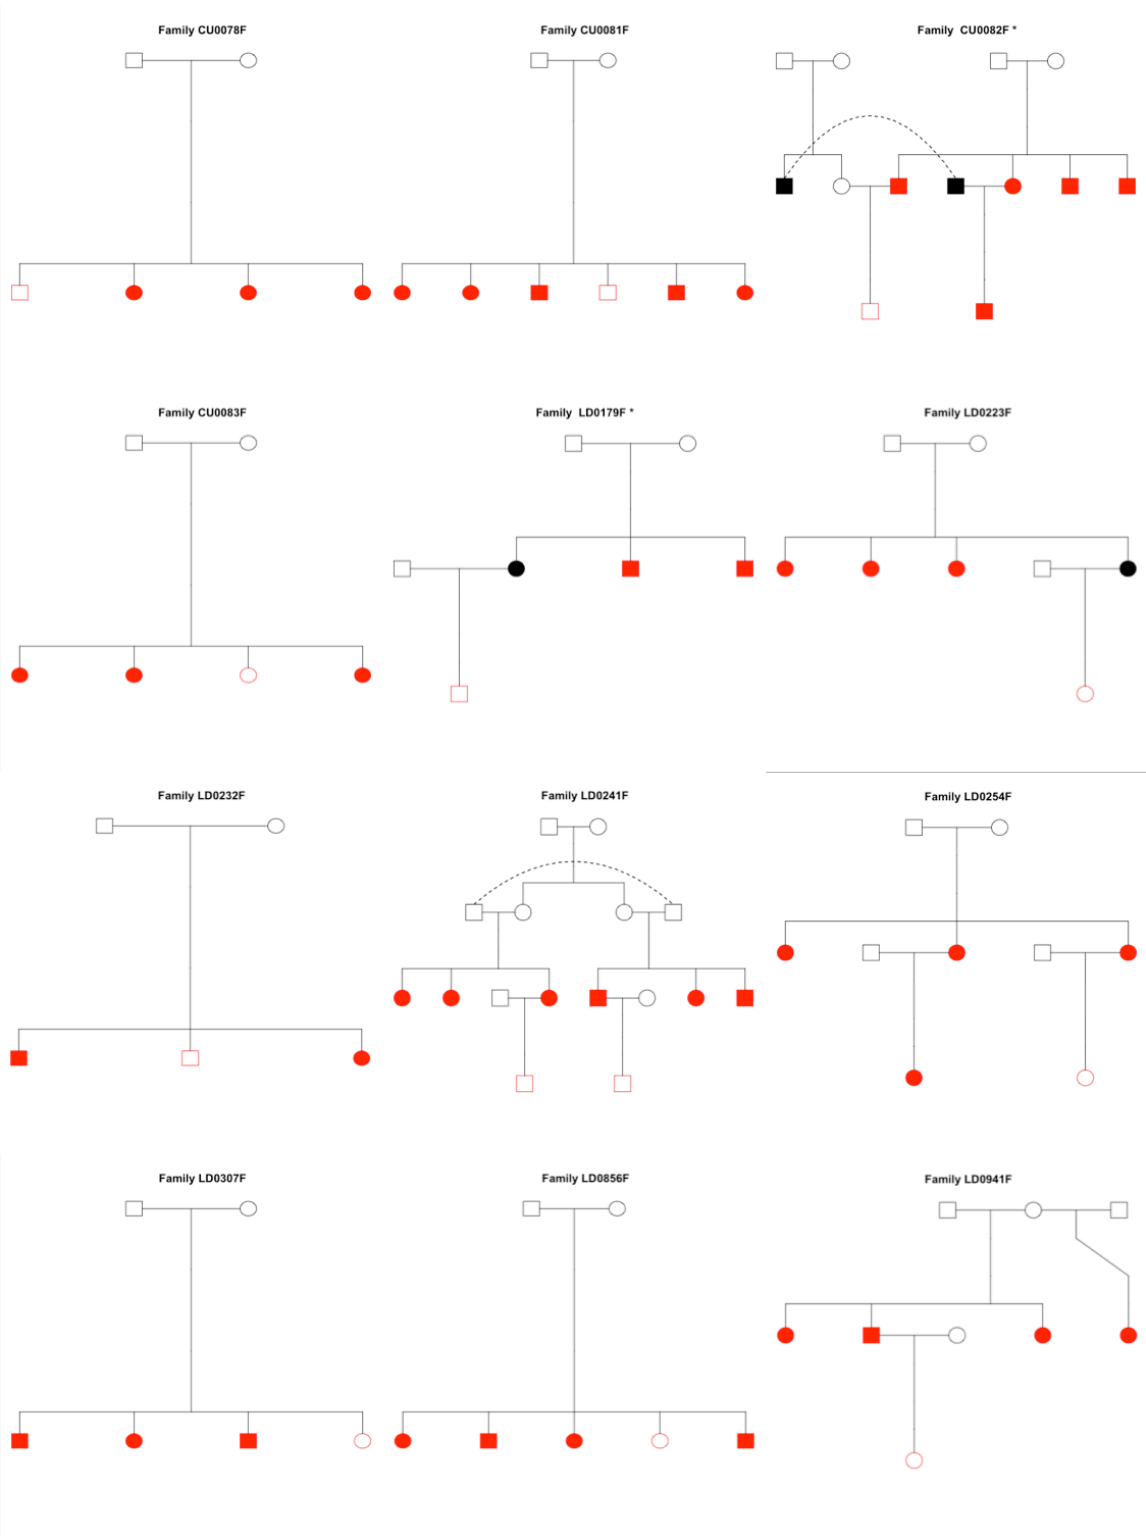 Family CU0078F
Family CU0081F
Family CU0082F *
Family CU0083F
Family LD0179F *
Family LD0223F
Family LD0232F
Family LD0241F
Family LD0254F
Family LD0307F
Family LD0856F
Family LD0941F